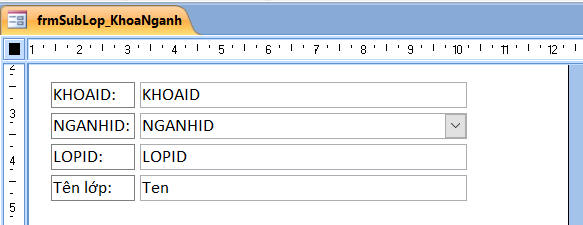 frmSubLop_KhoaNganh
1 2 3 4 5 6 7 8 9 10 11 12
2
KHOAID: KHOAID
3
NGANHID: NGANHID
4
LOPID: LOPID
Tên lớp: Ten
5